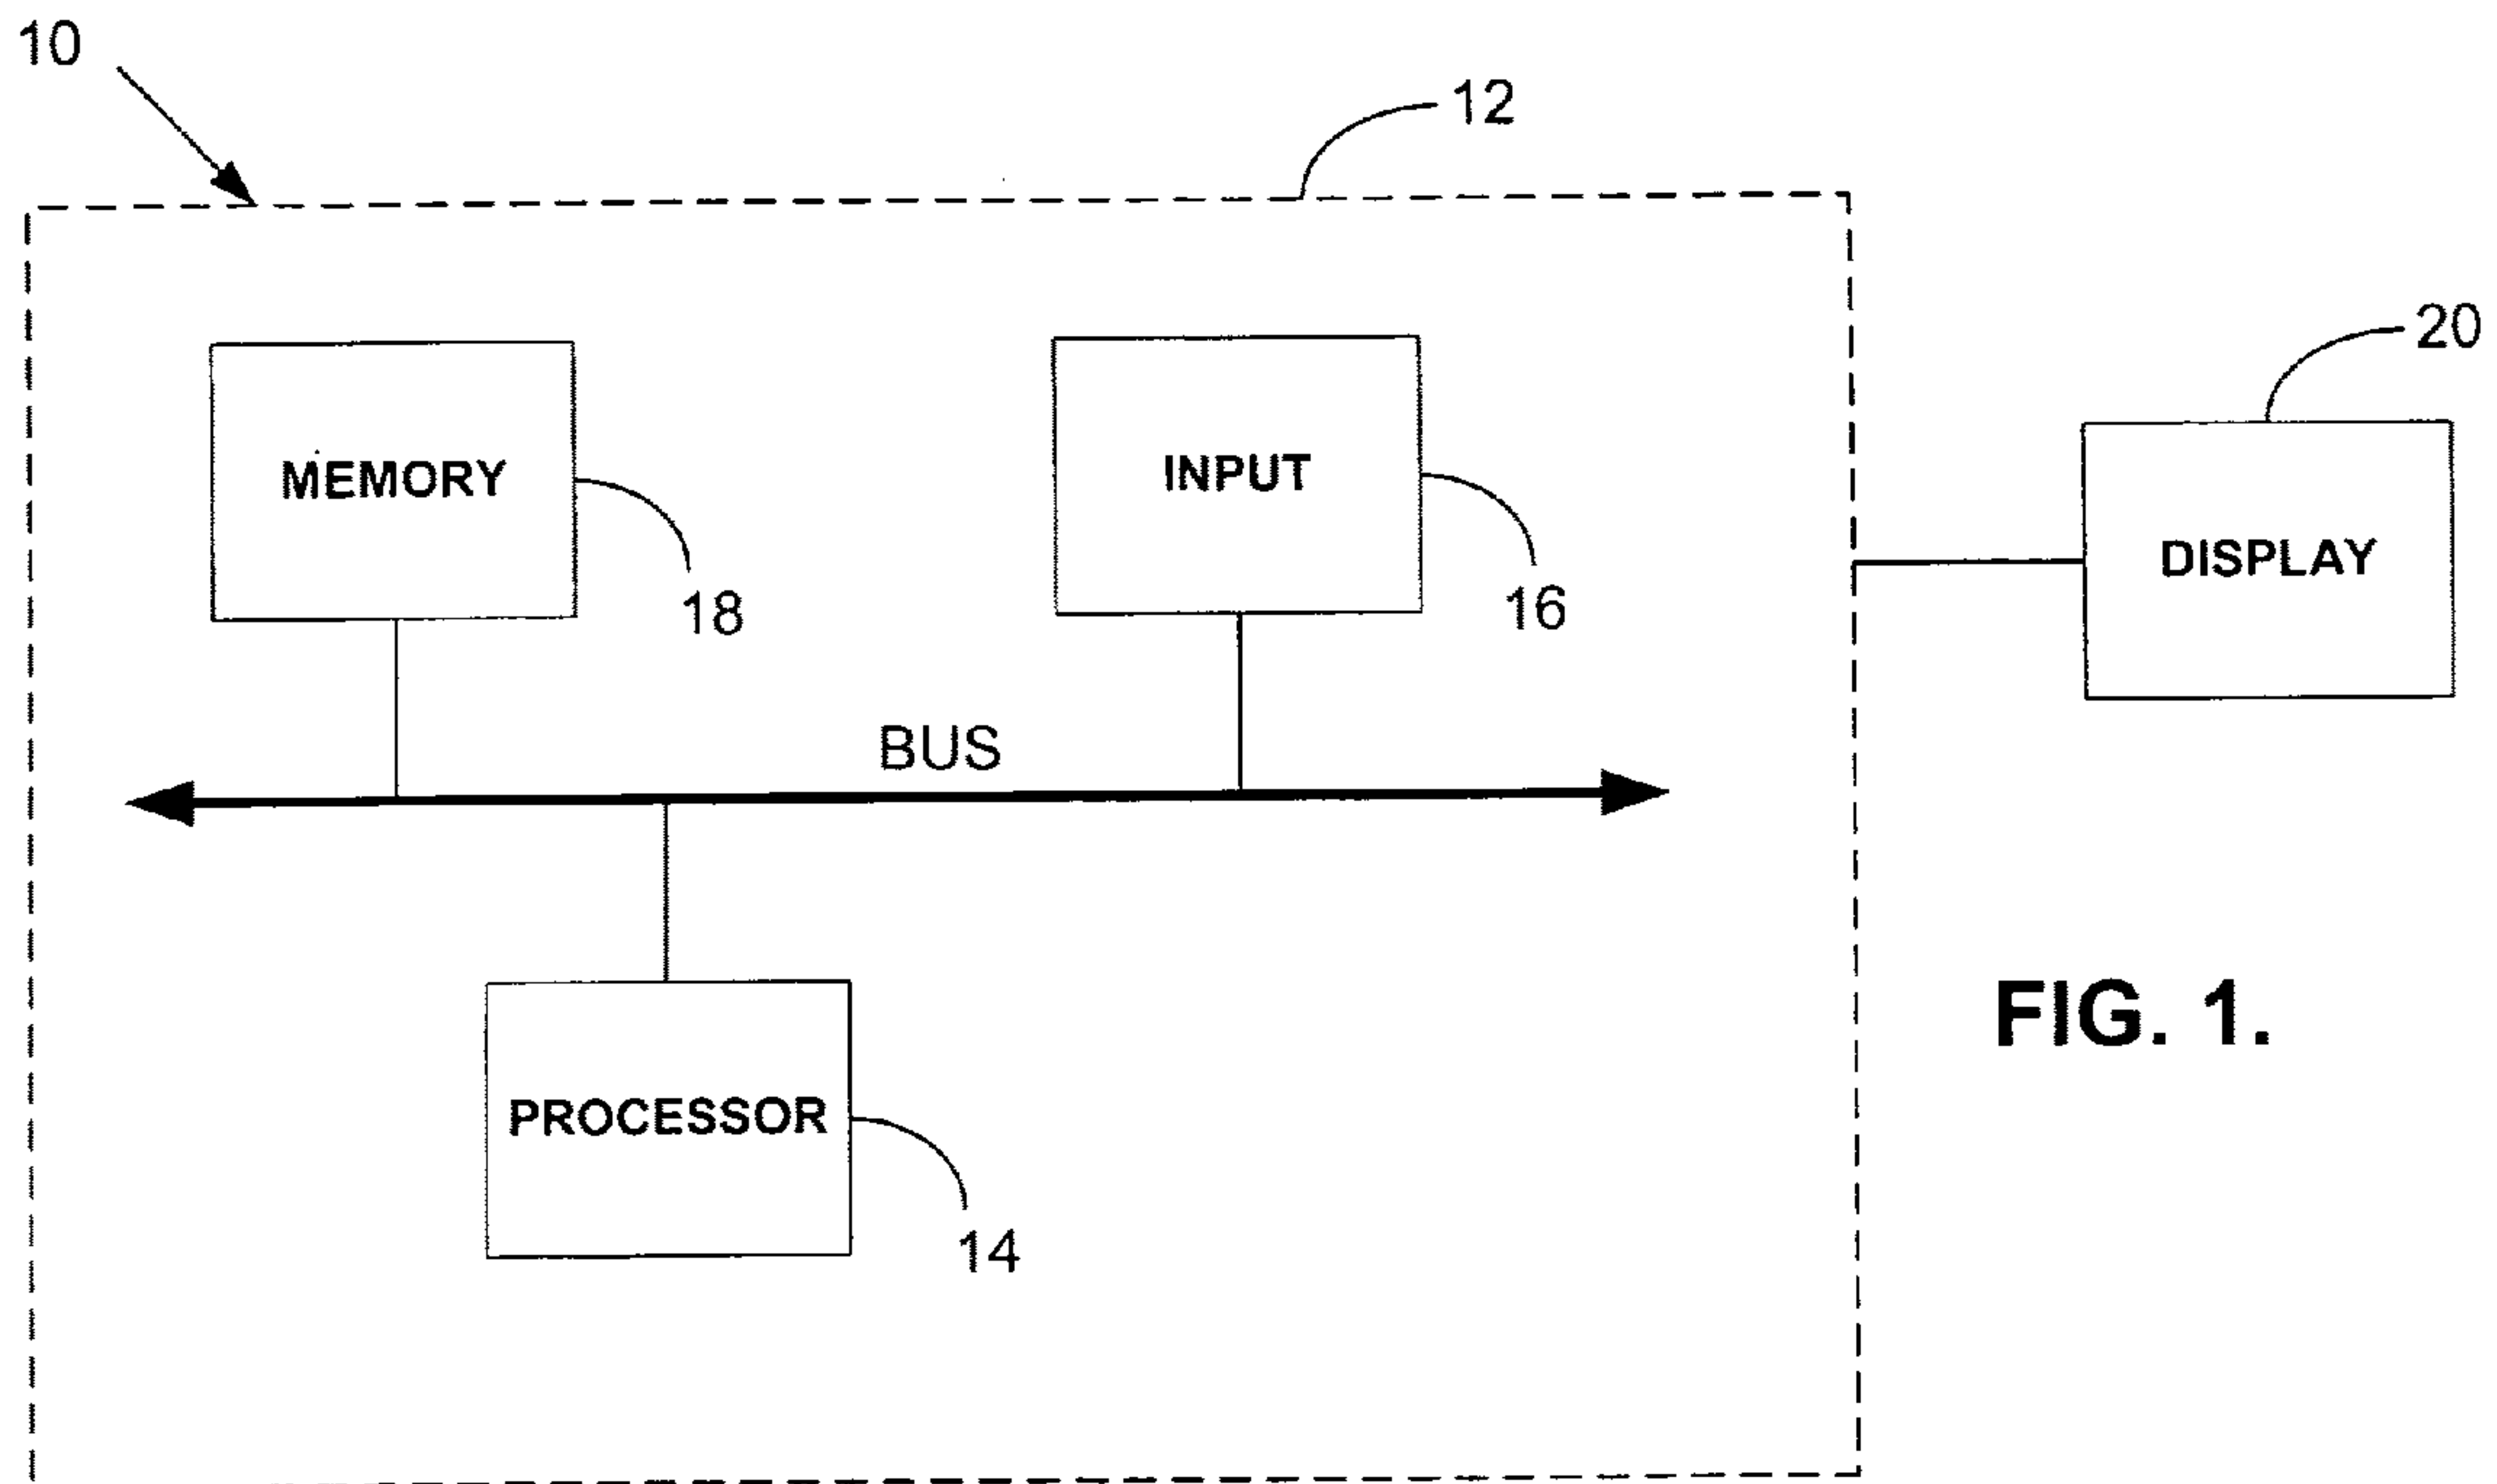 10
12
20
MEMORY
INPUT
DISPLAY
18
16
BUS
FIG. 1.
PROCESSOR
14